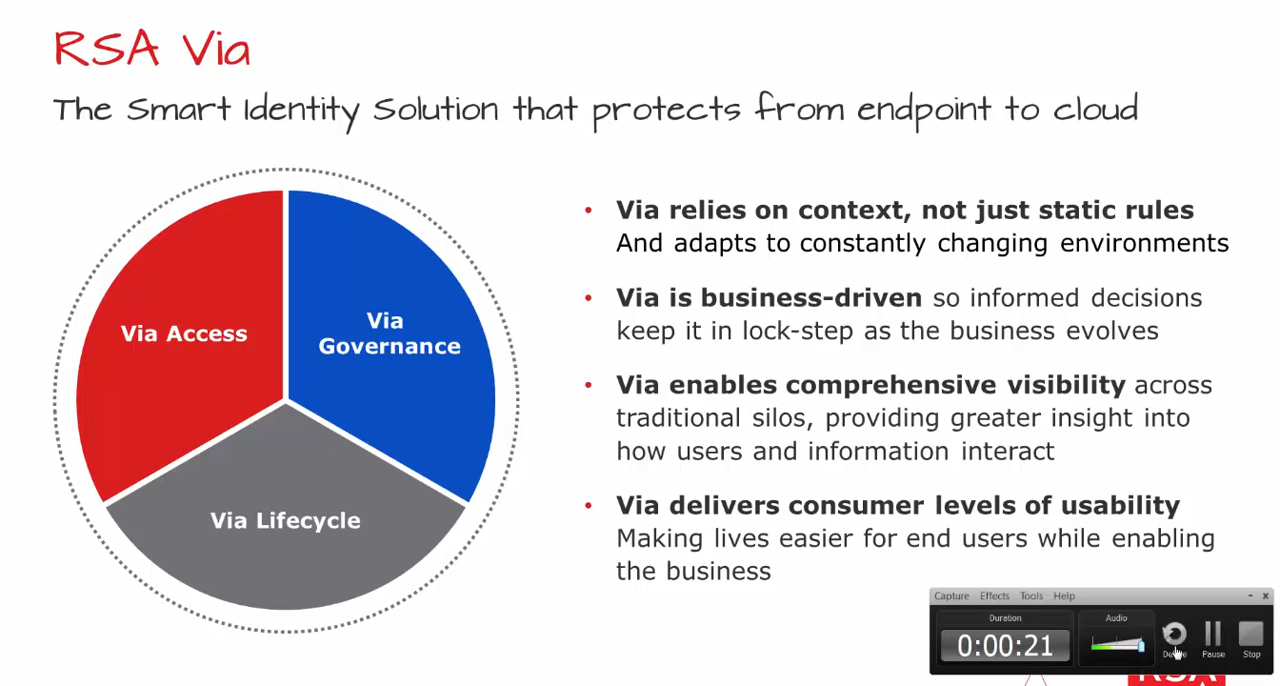 RSA Via
The Smart Identity Solution that protects from endpoint to cloud
Via Access
Via
Governance
Via Lifecycle
• Via relies on context, not just static rules
And adapts to constantly changing environments
• Via is business-driven so informed decisions
keep it in lock-step as the business evolves
• Via enables comprehensive visibility across
traditional silos, providing greater insight into
how users and information interact
• Via delivers consumer levels of usability
Making lives easier for end users while enabling
the business
Capture Effects Tools Help
Duration
0:00:21
Audio
Pause
Stop